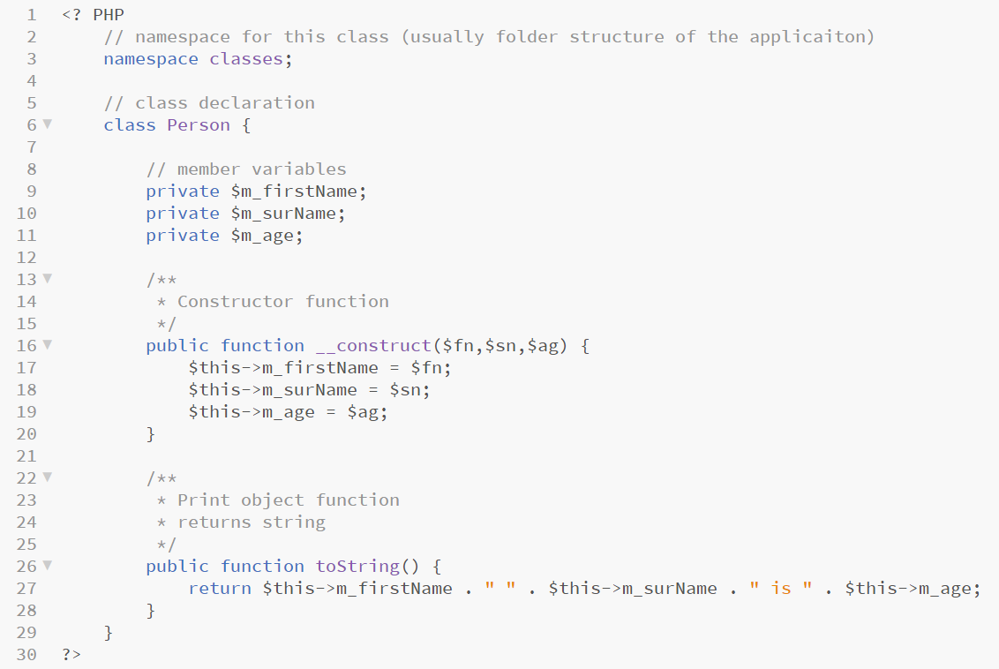 1 <? PHP
2     // namespace for this class (usually folder structure of the applicaiton)
3     namespace classes;
4
5     // class declaration
6     class Person {
7
8         // member variables
9         private $m_firstName;
10         private $m_surName;
11         private $m_age;
12
13         /**
14          * Constructor function
15          */
16         public function __construct($fn,$sn,$ag) {
17             $this->m_firstName = $fn;
18             $this->m_surName = $sn;
19             $this->m_age = $ag;
20         }
21
22         /**
23          * Print object function
24          * returns string
25          */
26         public function toString() {
27             return $this->m_firstName . " " . $this->m_surName . " is " . $this->m_age;
28         }
29     }
30 ?>